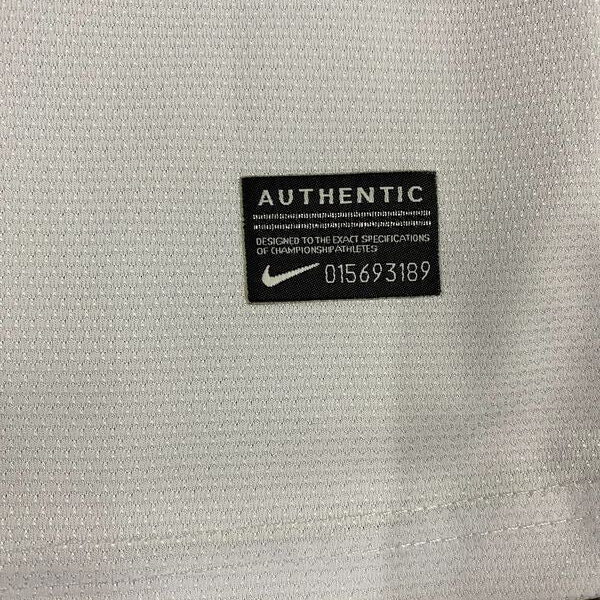 AUTHENTIC
DESIGNED TO THE EXACT SPECIFICATIONS
OF CHAMPIONSHIP ATHLETES
015693189